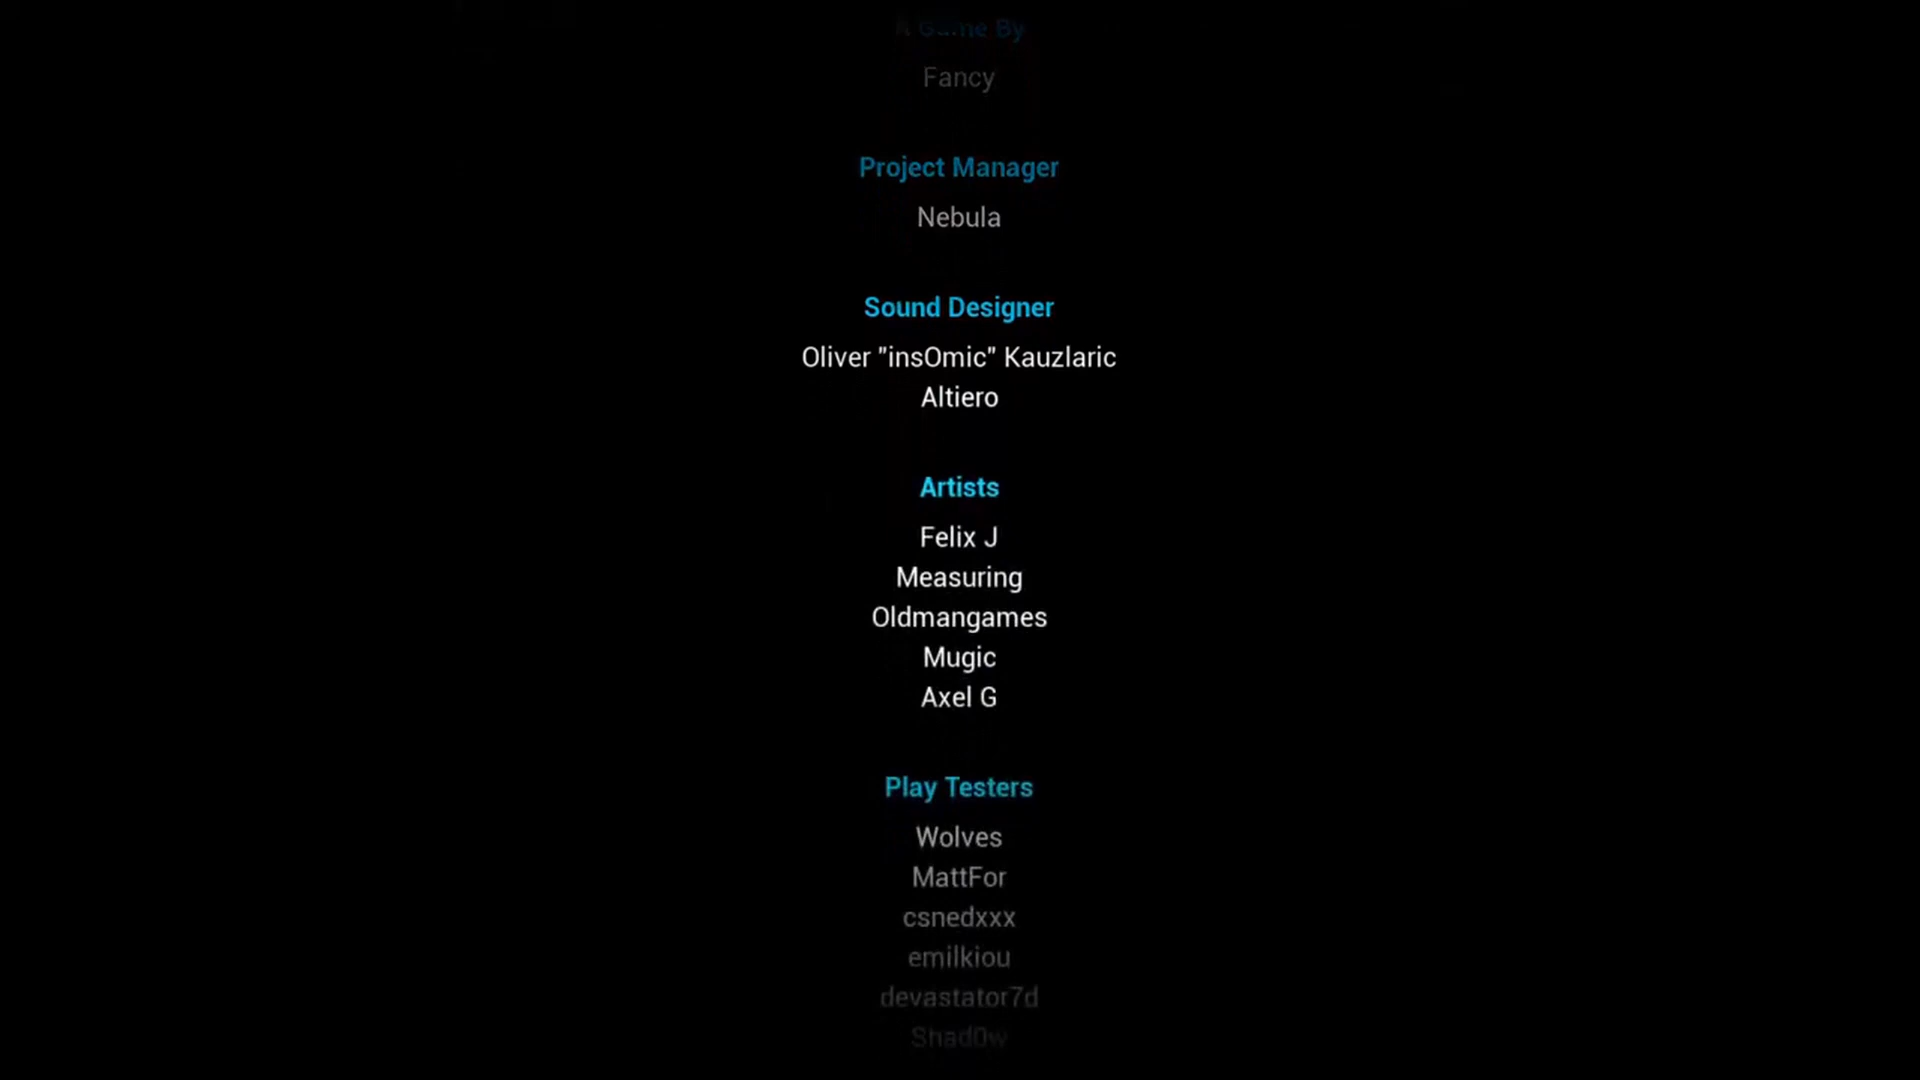 A Game By
Fancy
Project Manager
Nebula
Sound Designer
Oliver "insOmic" Kauzlaric
Altiero
Artists
Felix J
Measuring
Oldmangames
Mugic
Axel G
Play Testers
Wolves
MattFor
csnedxxx
emilkiou
devastator7d
Shad0w